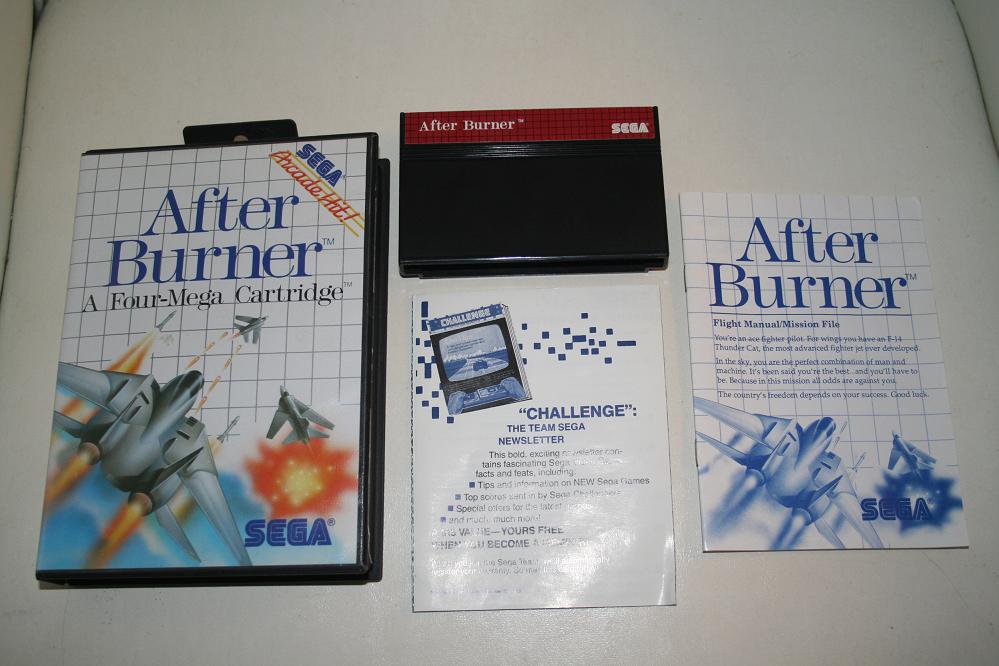 SEGA®
Arcade Hit!
After
Burner™
A Four-Mega Cartridge™
SEGA®
After Burner™
SEGA®
CHALLENGE
"CHALLENGE":
THE TEAM SEGA
NEWSLETTER
This bold, exciting newsletter con-
tains fascinating Sega
facts and feats, including:
■ Tips and information on NEW Sega Games
■ Top scores sent in by Sega Challengers
■ Special offers for the latest
■ and much, much more!
VALUE—YOURS FREE
WHEN YOU BECOME A
the Sega Team
After
Burner™
Flight Manual/Mission File
You're an ace fighter pilot. For wings you have an F-14
Thunder Cat, the most advanced fighter jet ever developed.
In the sky, you are the perfect combination of man and
machine. It's been said you're the best...and you'll have to
be. Because in this mission all odds are against you.
The country's freedom depends on your success. Good luck.
SEGA®